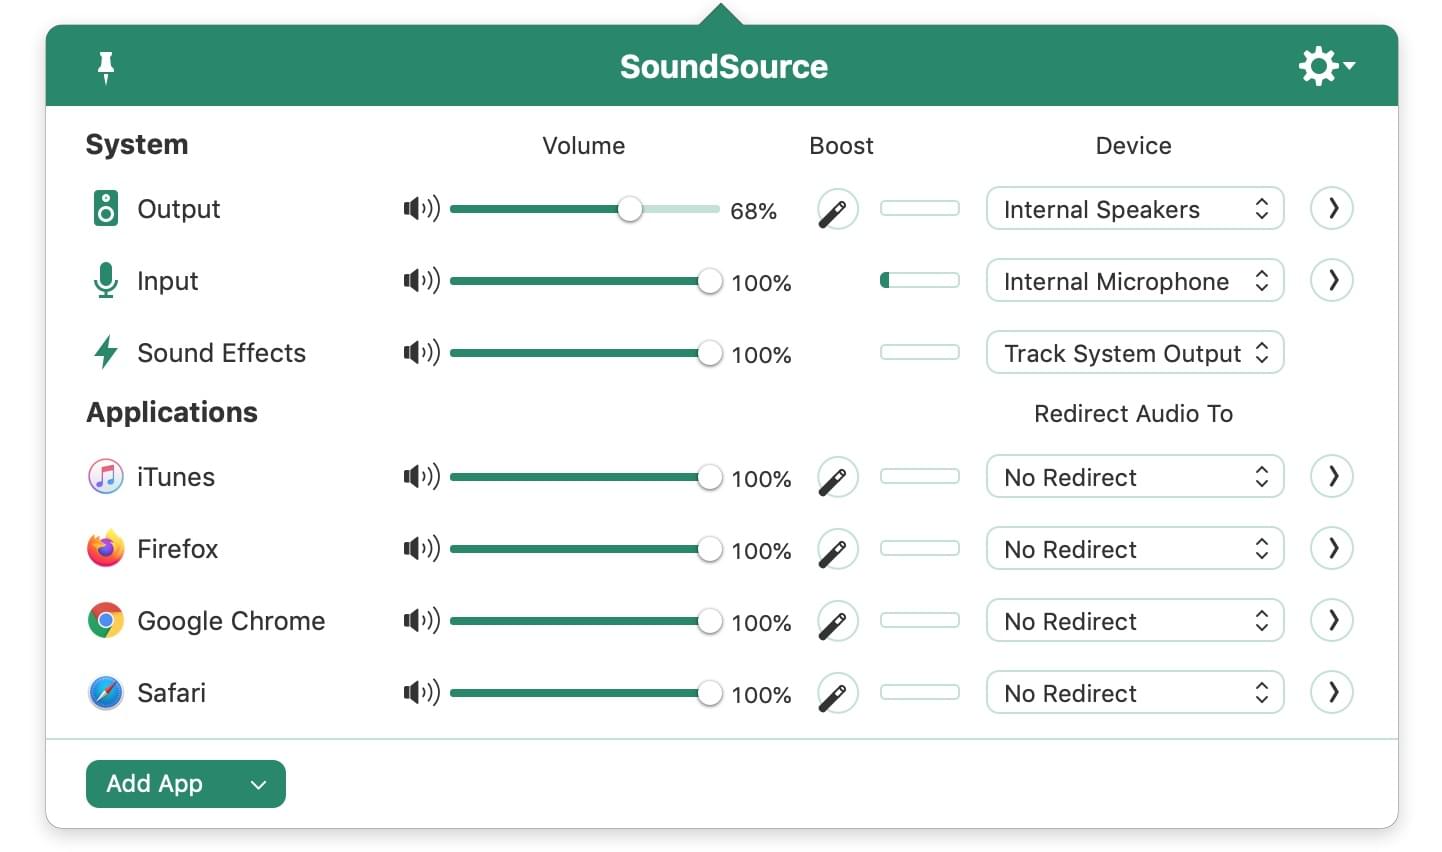 SoundSource
System Volume Boost Device
Output 68% Internal Speakers
Input 100% Internal Microphone
Sound Effects 100% Track System Output
Applications Redirect Audio To
iTunes 100% No Redirect
Firefox 100% No Redirect
Google Chrome 100% No Redirect
Safari 100% No Redirect
Add App